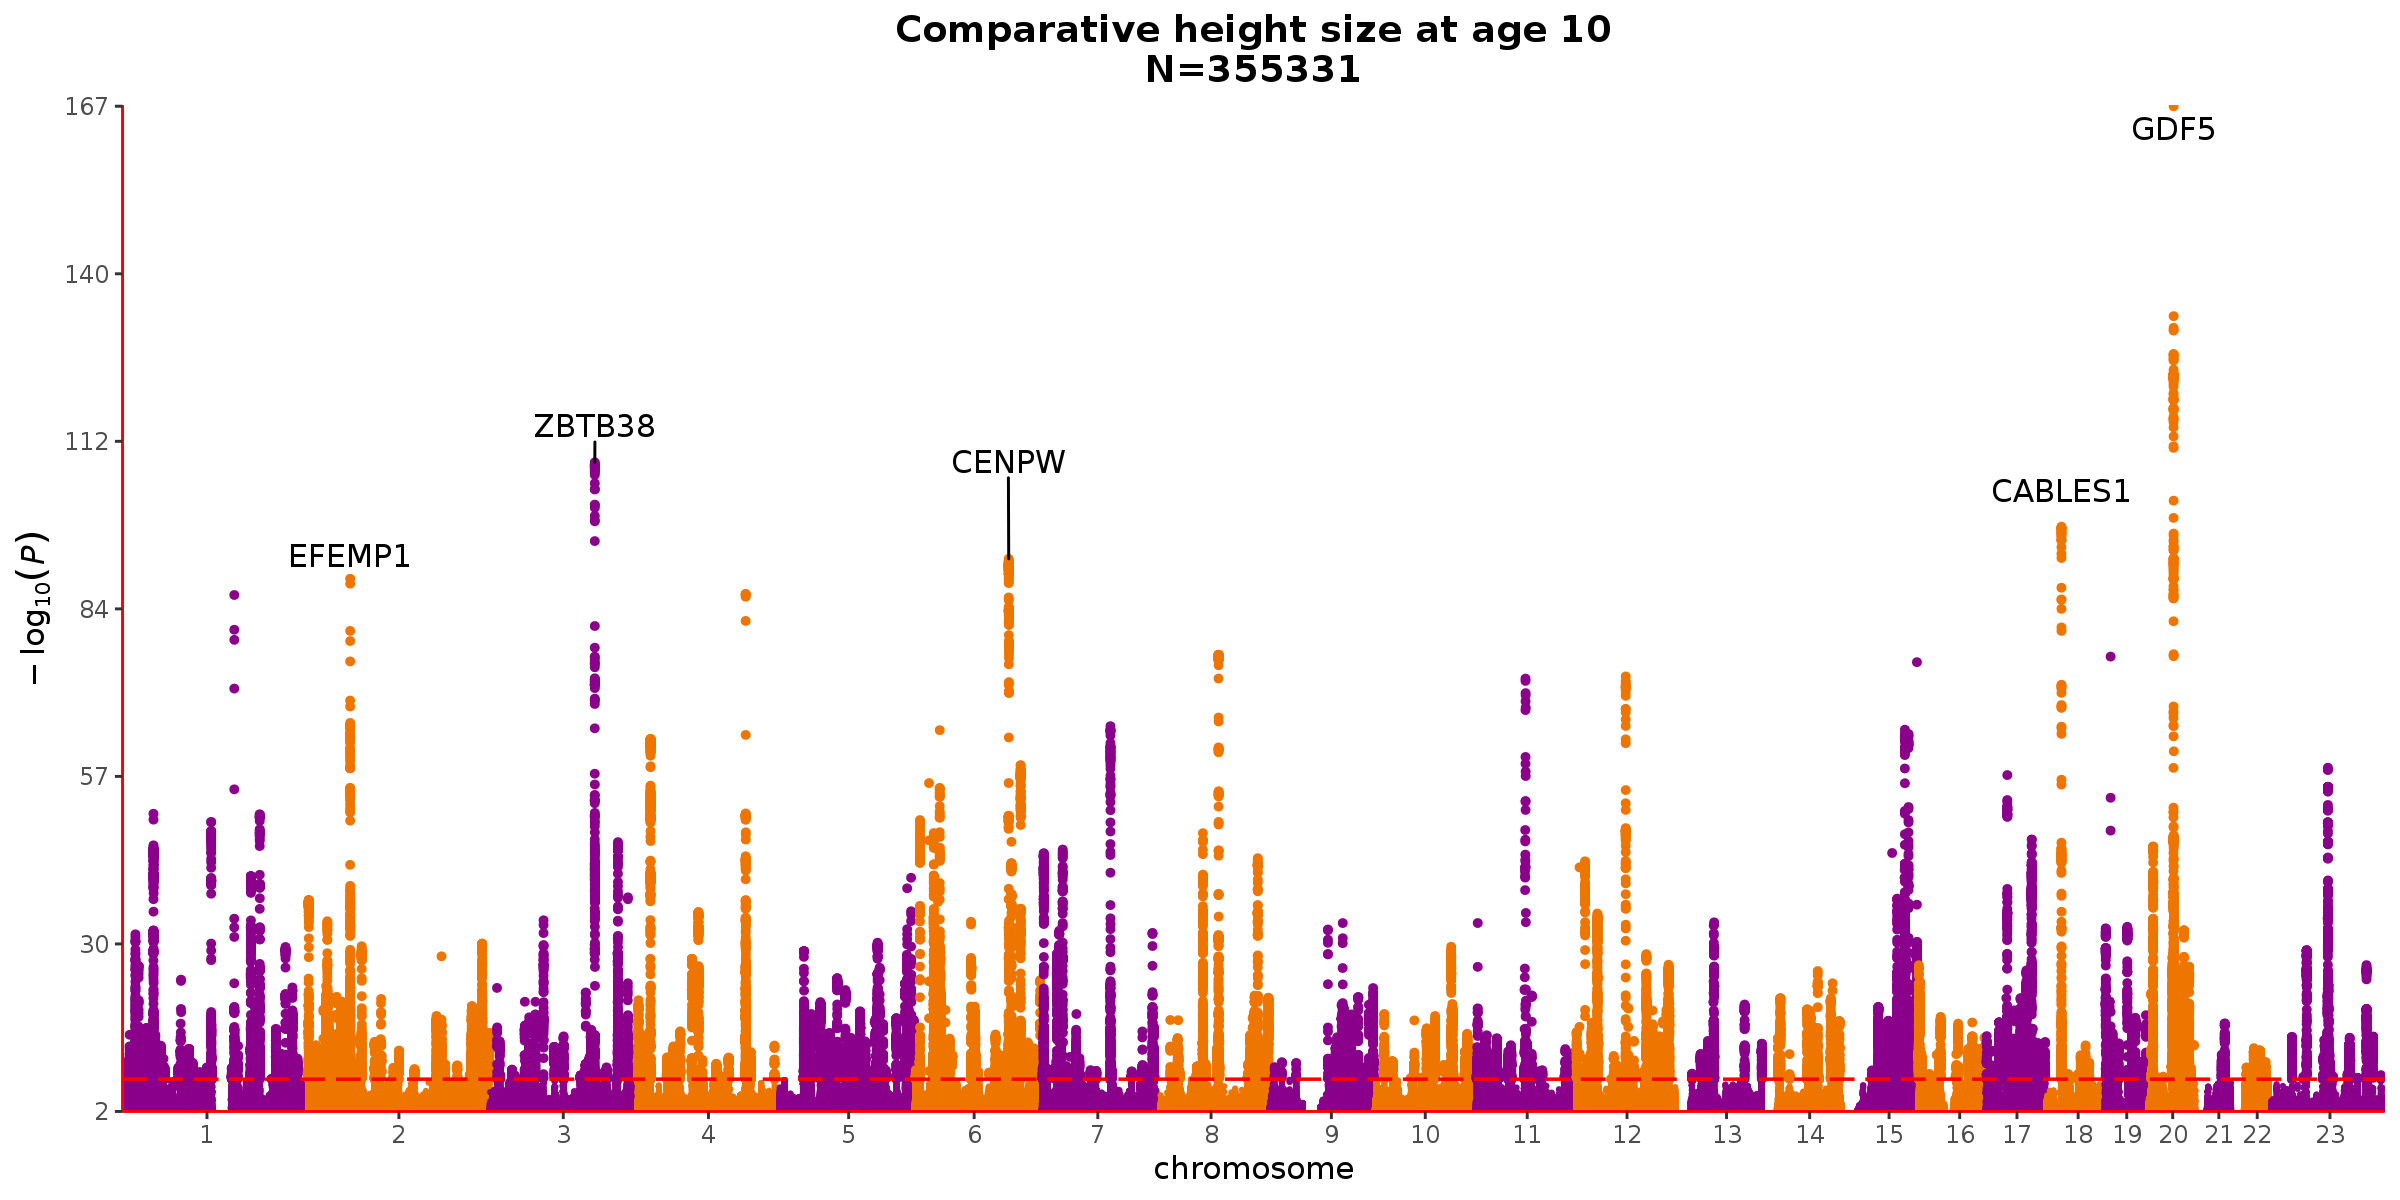 Comparative height size at age 10
N=355331
167
GDF5
140
112
ZBTB38
CENPW
CABLES1
EFEMP1
84
57
30
2
−log10(P)
1 2 3 4 5 6 7 8 9 10 11 12 13 14 15 16 17 18 19 20 21 22 23
chromosome